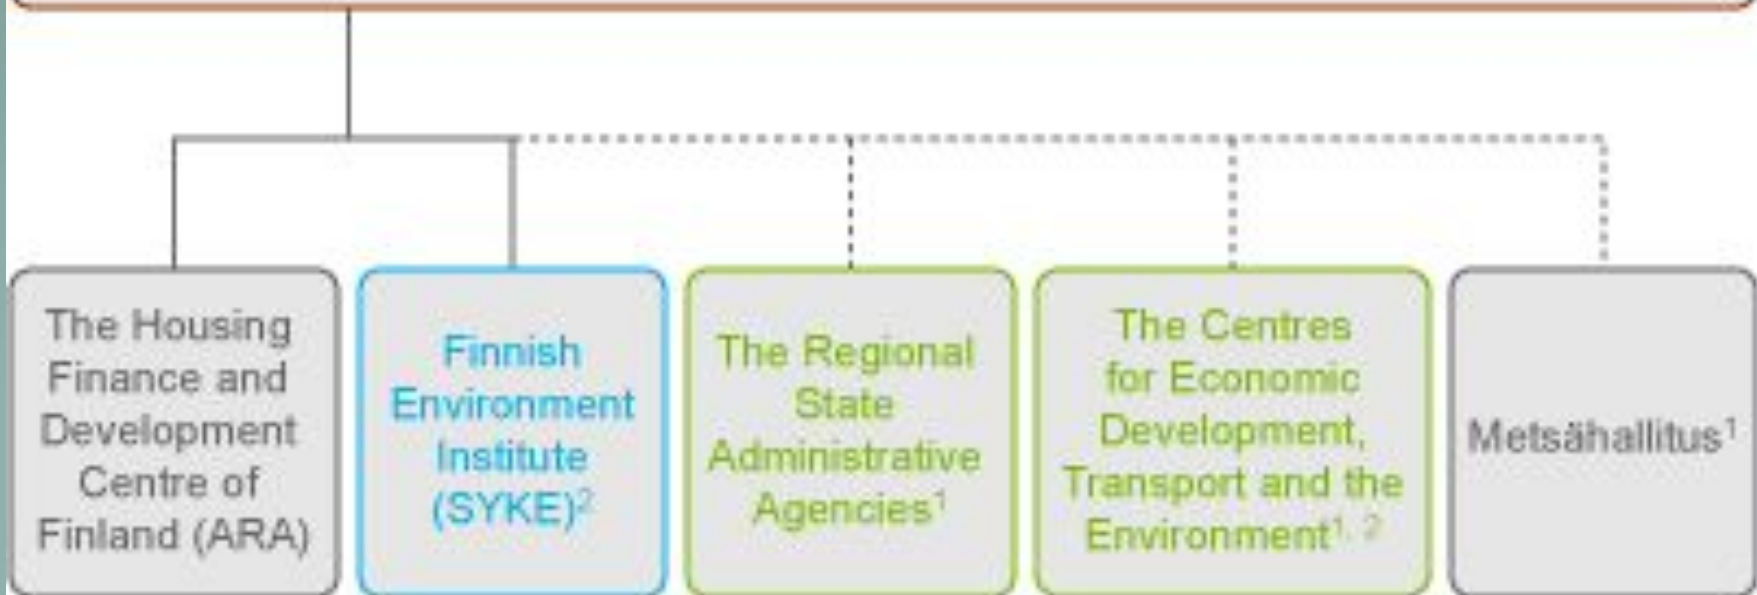 The Housing
Finance and
Development
Centre of
Finland (ARA)
Finnish
Environment
Institute
(SYKE)²
The Regional
State
Administrative
Agencies¹
The Centres
for Economic
Development,
Transport and the
Environment¹, ²
Metsähallitus¹